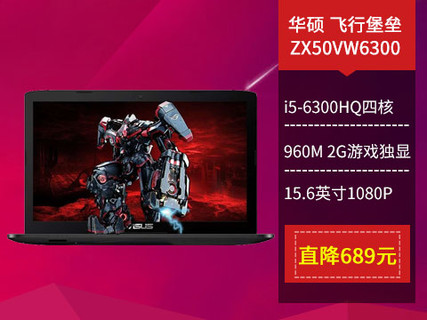 华硕 飞行堡垒
ZX50VW6300
i5-6300HQ四核
960M 2G游戏独显
15.6英寸1080P
直降689元
ASUS